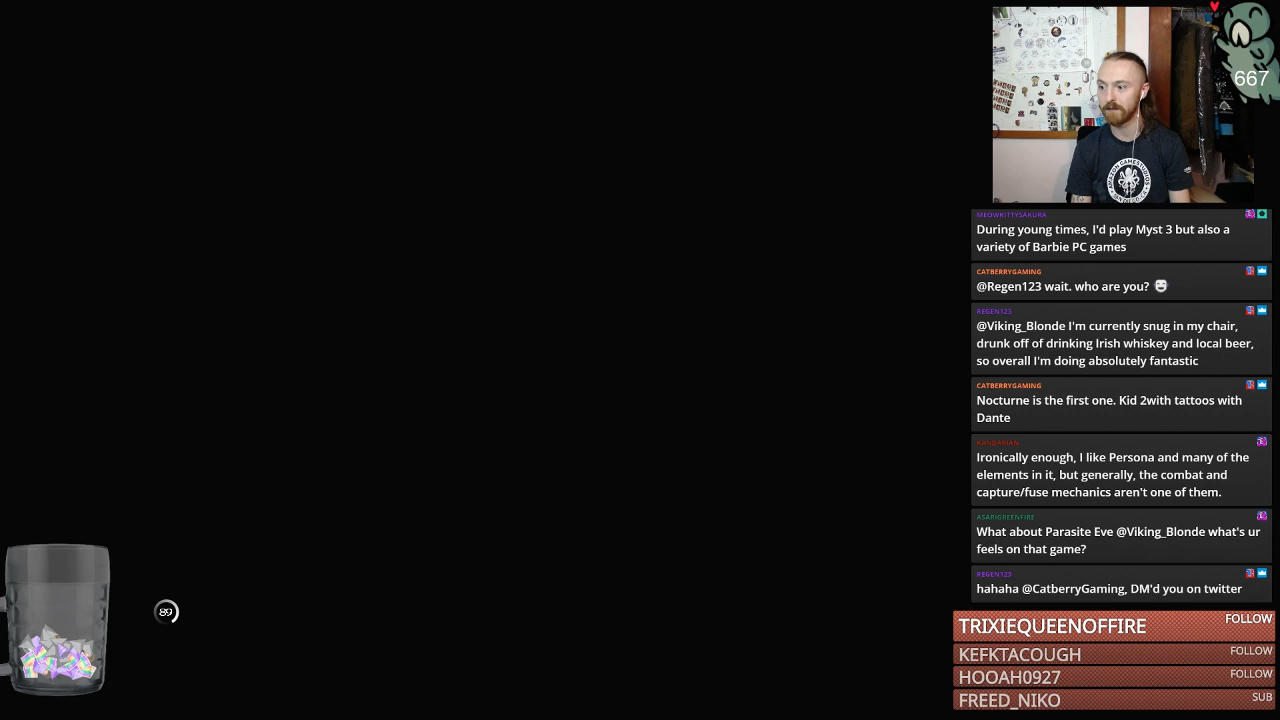 667
MEOWKITTYSAKURA
During young times, I'd play Myst 3 but also a
variety of Barbie PC games
CATBERRYGAMING
@Regen123 wait. who are you?
REGEN123
@Viking_Blonde I'm currently snug in my chair,
drunk off of drinking Irish whiskey and local beer,
so overall I'm doing absolutely fantastic
CATBERRYGAMING
Nocturne is the first one. Kid 2with tattoos with
Dante
KANDARIAN
Ironically enough, I like Persona and many of the
elements in it, but generally, the combat and
capture/fuse mechanics aren't one of them.
ASARIGREENFIRE
What about Parasite Eve @Viking_Blonde what's ur
feels on that game?
REGEN123
hahaha @CatberryGaming, DM'd you on twitter
TRIXIEQUEENOFFIRE FOLLOW
KEFKTACOUGH FOLLOW
HOOAH0927 FOLLOW
FREED_NIKO SUB
89